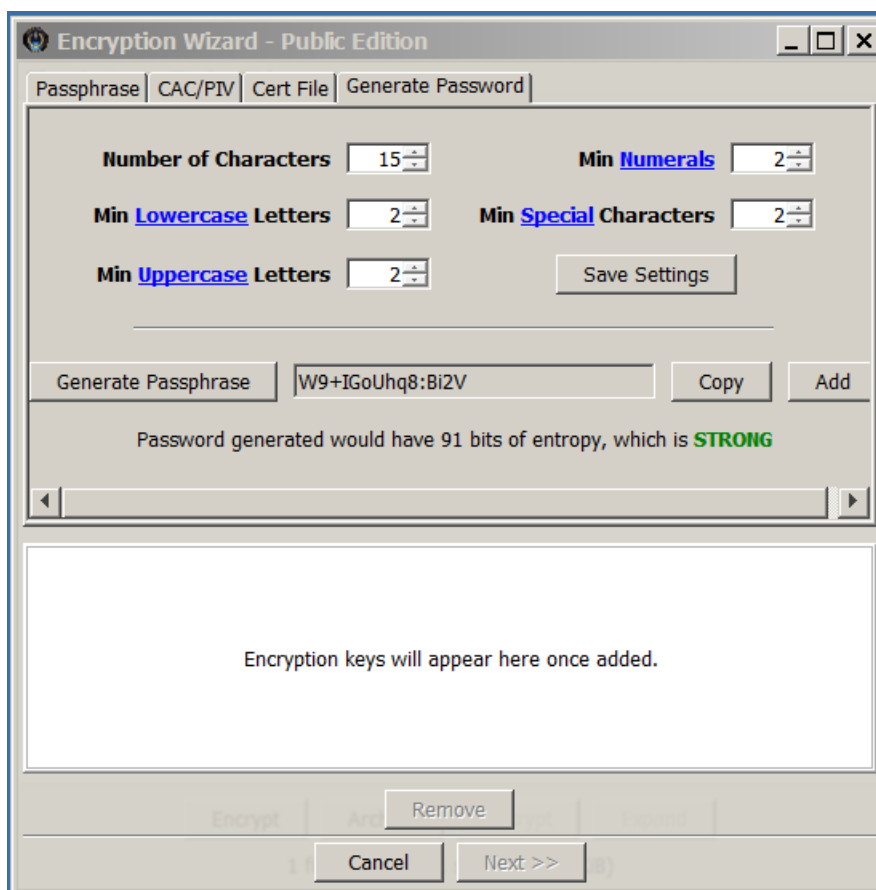 Encryption Wizard - Public Edition
Passphrase CAC/PIV Cert File Generate Password
Number of Characters 15 Min Numerals 2
Min Lowercase Letters 2 Min Special Characters 2
Min Uppercase Letters 2 Save Settings
Generate Passphrase W9+IGoUhq8:Bi2V Copy Add
Password generated would have 91 bits of entropy, which is STRONG
Encryption keys will appear here once added.
Encrypt Remove Expand
Cancel Next >>